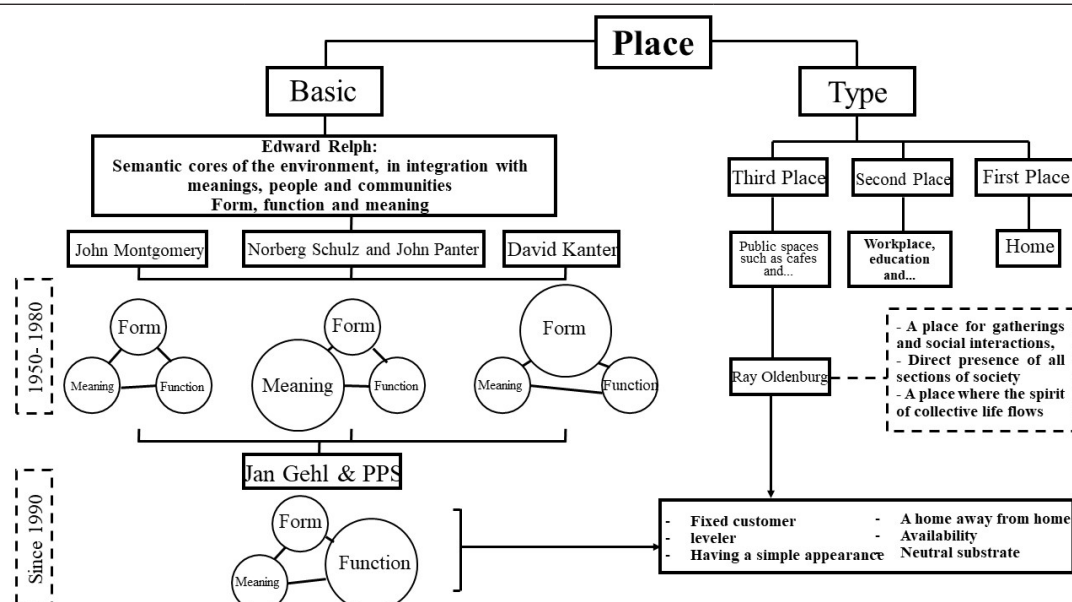 Place
Basic
Type
Edward Relph:
Semantic cores of the environment, in integration with
meanings, people and communities
Form, function and meaning
Third Place
Second Place
First Place
John Montgomery
Norberg Schulz and John Panter
David Kanter
Public spaces
such as cafes
and...
Workplace,
education
and...
Home
1950- 1980
Form
Meaning
Function
Form
Meaning
Function
Form
Meaning
Function
Ray Oldenburg
- A place for gatherings
and social interactions,
- Direct presence of all
sections of society
- A place where the spirit
of collective life flows
Jan Gehl & PPS
Since 1990
Form
Function
Meaning
- Fixed customer
- leveler
- Having a simple appearance
- A home away from home
- Availability
- Neutral substrate